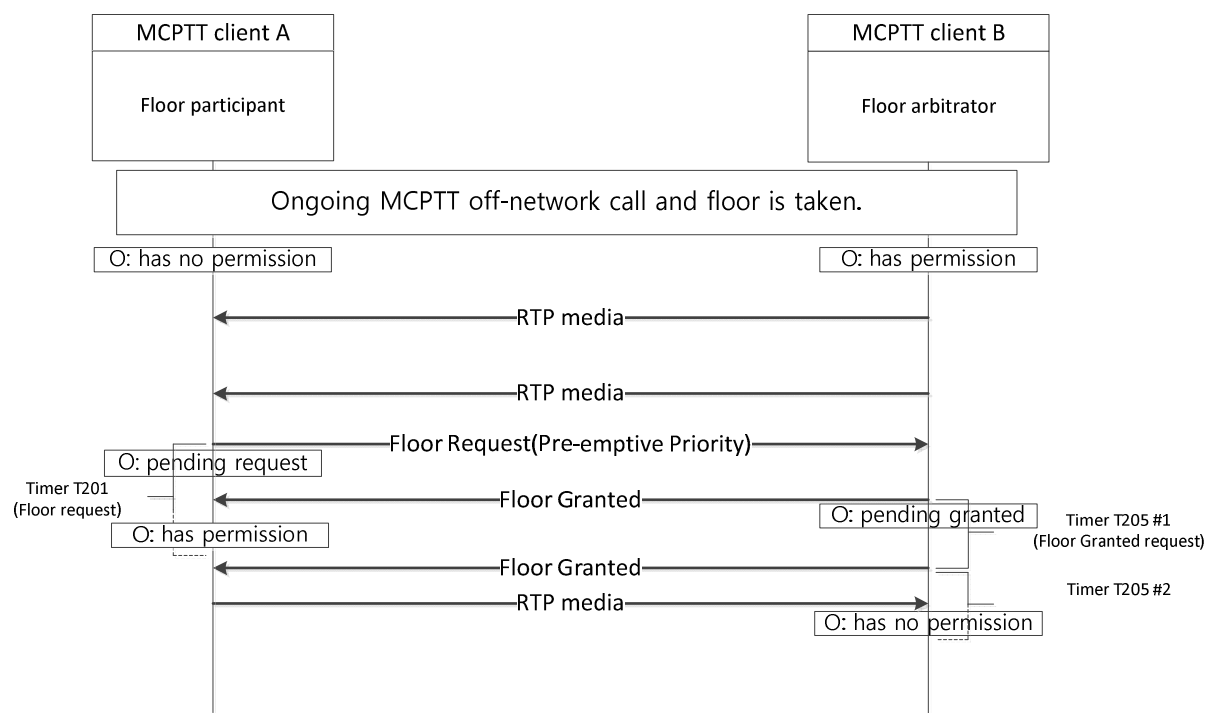 MCPTT client A
MCPTT client B
Floor participant
Floor arbitrator
Ongoing MCPTT off-network call and floor is taken.
O: has no permission
O: has permission
RTP media
RTP media
Floor Request(Pre-emptive Priority)
O: pending request
Timer T201
(Floor request)
Floor Granted
O: pending granted
Timer T205 #1
(Floor Granted request)
O: has permission
Floor Granted
Timer T205 #2
RTP media
O: has no permission